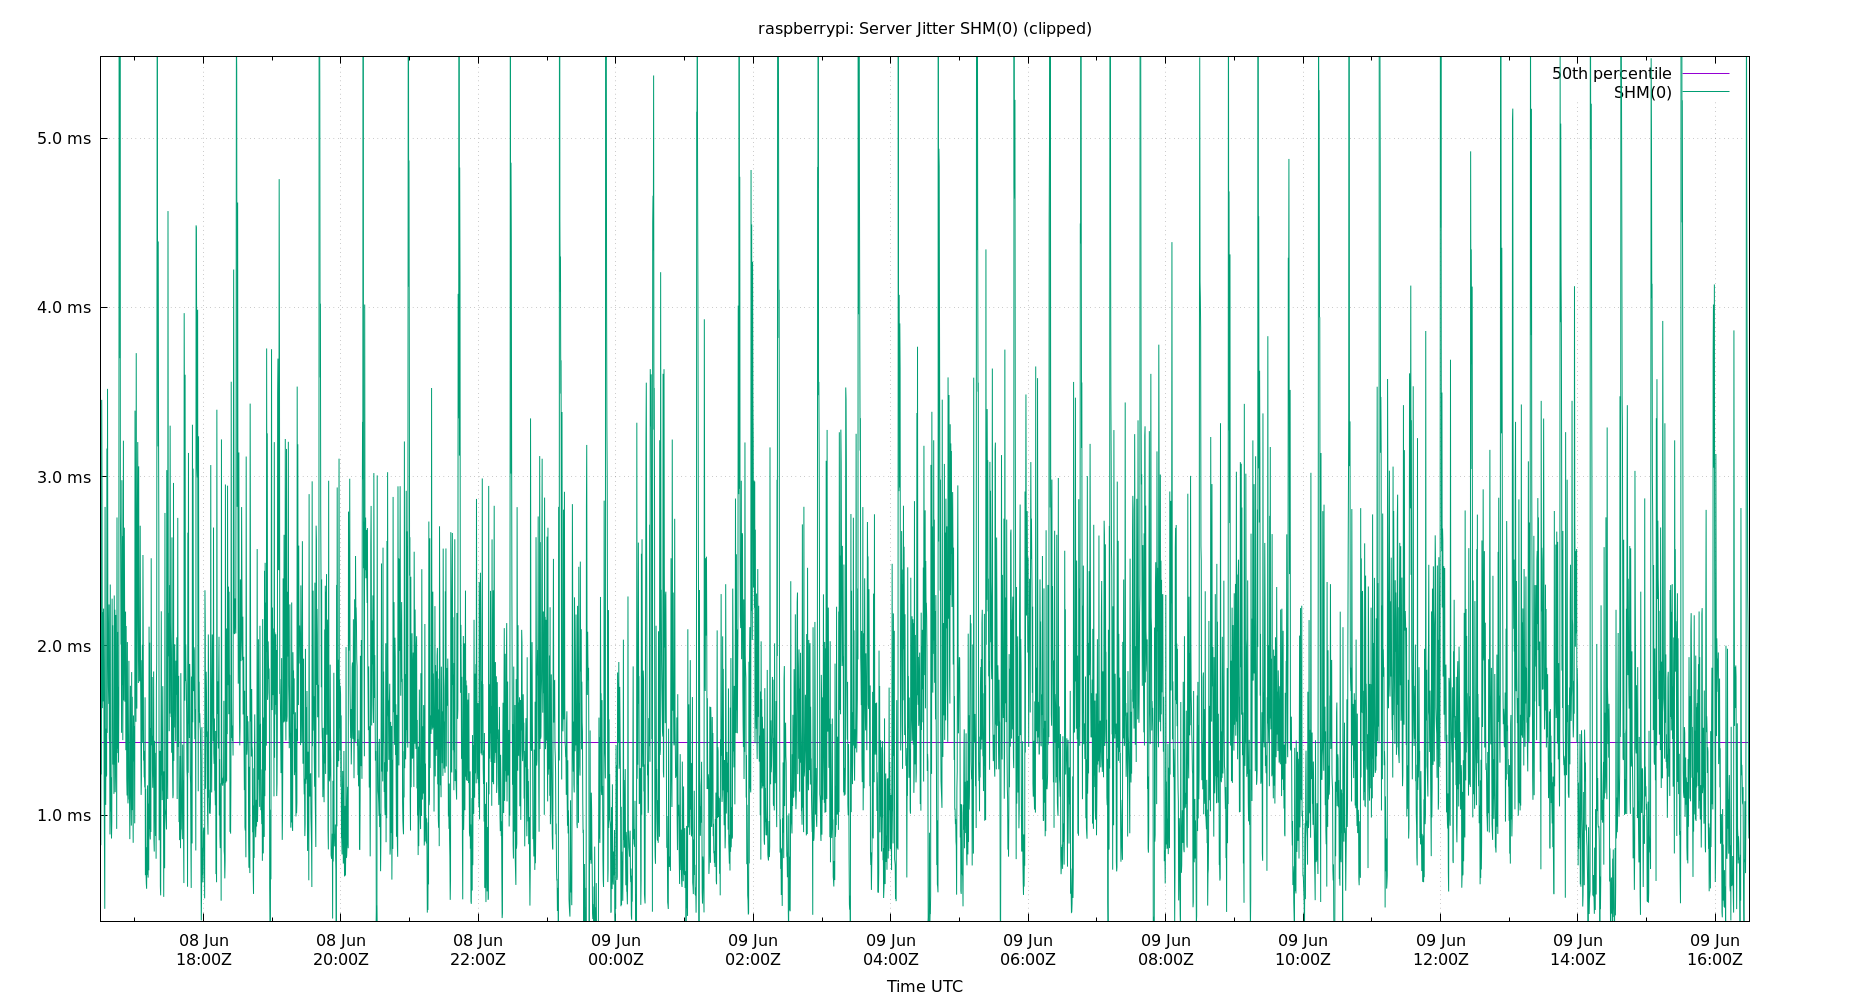 raspberrypi: Server Jitter SHM(0) (clipped)
50th percentile
SHM(0)
5.0 ms
4.0 ms
3.0 ms
2.0 ms
1.0 ms
08 Jun 08 Jun 08 Jun 09 Jun 09 Jun 09 Jun 09 Jun 09 Jun 09 Jun 09 Jun 09 Jun 09 Jun
18:00Z 20:00Z 22:00Z 00:00Z 02:00Z 04:00Z 06:00Z 08:00Z 10:00Z 12:00Z 14:00Z 16:00Z
Time UTC